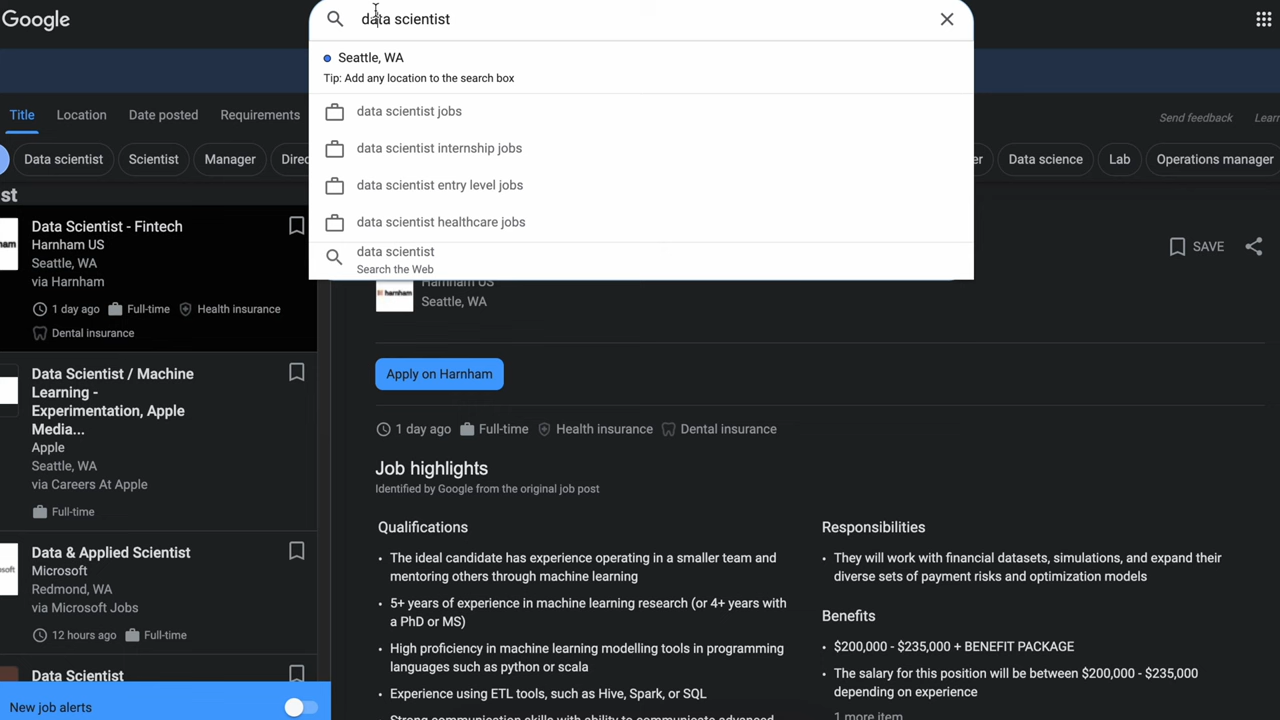 Google
data scientist
Seattle, WA
Tip: Add any location to the search box
data scientist jobs
data scientist internship jobs
data scientist entry level jobs
data scientist healthcare jobs
data scientist
Search the Web
Title Location Date posted Requirements
Send feedback
Data scientist Scientist Manager
Data science Lab Operations manager
Data Scientist - Fintech
Harnham US
Seattle, WA
via Harnham
1 day ago Full-time Health insurance
Dental insurance
Data Scientist / Machine
Learning -
Experimentation, Apple
Media...
Apple
Seattle, WA
via Careers At Apple
Full-time
Data & Applied Scientist
Microsoft
Redmond, WA
via Microsoft Jobs
12 hours ago Full-time
Data Scientist
New job alerts
SAVE
harnham
Harnham US
Seattle, WA
Apply on Harnham
1 day ago Full-time Health insurance Dental insurance
Job highlights
Identified by Google from the original job post
Qualifications
• The ideal candidate has experience operating in a smaller team and
mentoring others through machine learning
• 5+ years of experience in machine learning research (or 4+ years with
a PhD or MS)
• High proficiency in machine learning modelling tools in programming
languages such as python or scala
• Experience using ETL tools, such as Hive, Spark, or SQL
Strong communication skills with ability to communicate advanced
Responsibilities
• They will work with financial datasets, simulations, and expand their
diverse sets of payment risks and optimization models
Benefits
• $200,000 - $235,000 + BENEFIT PACKAGE
• The salary for this position will be between $200,000 - $235,000
depending on experience
1 more item